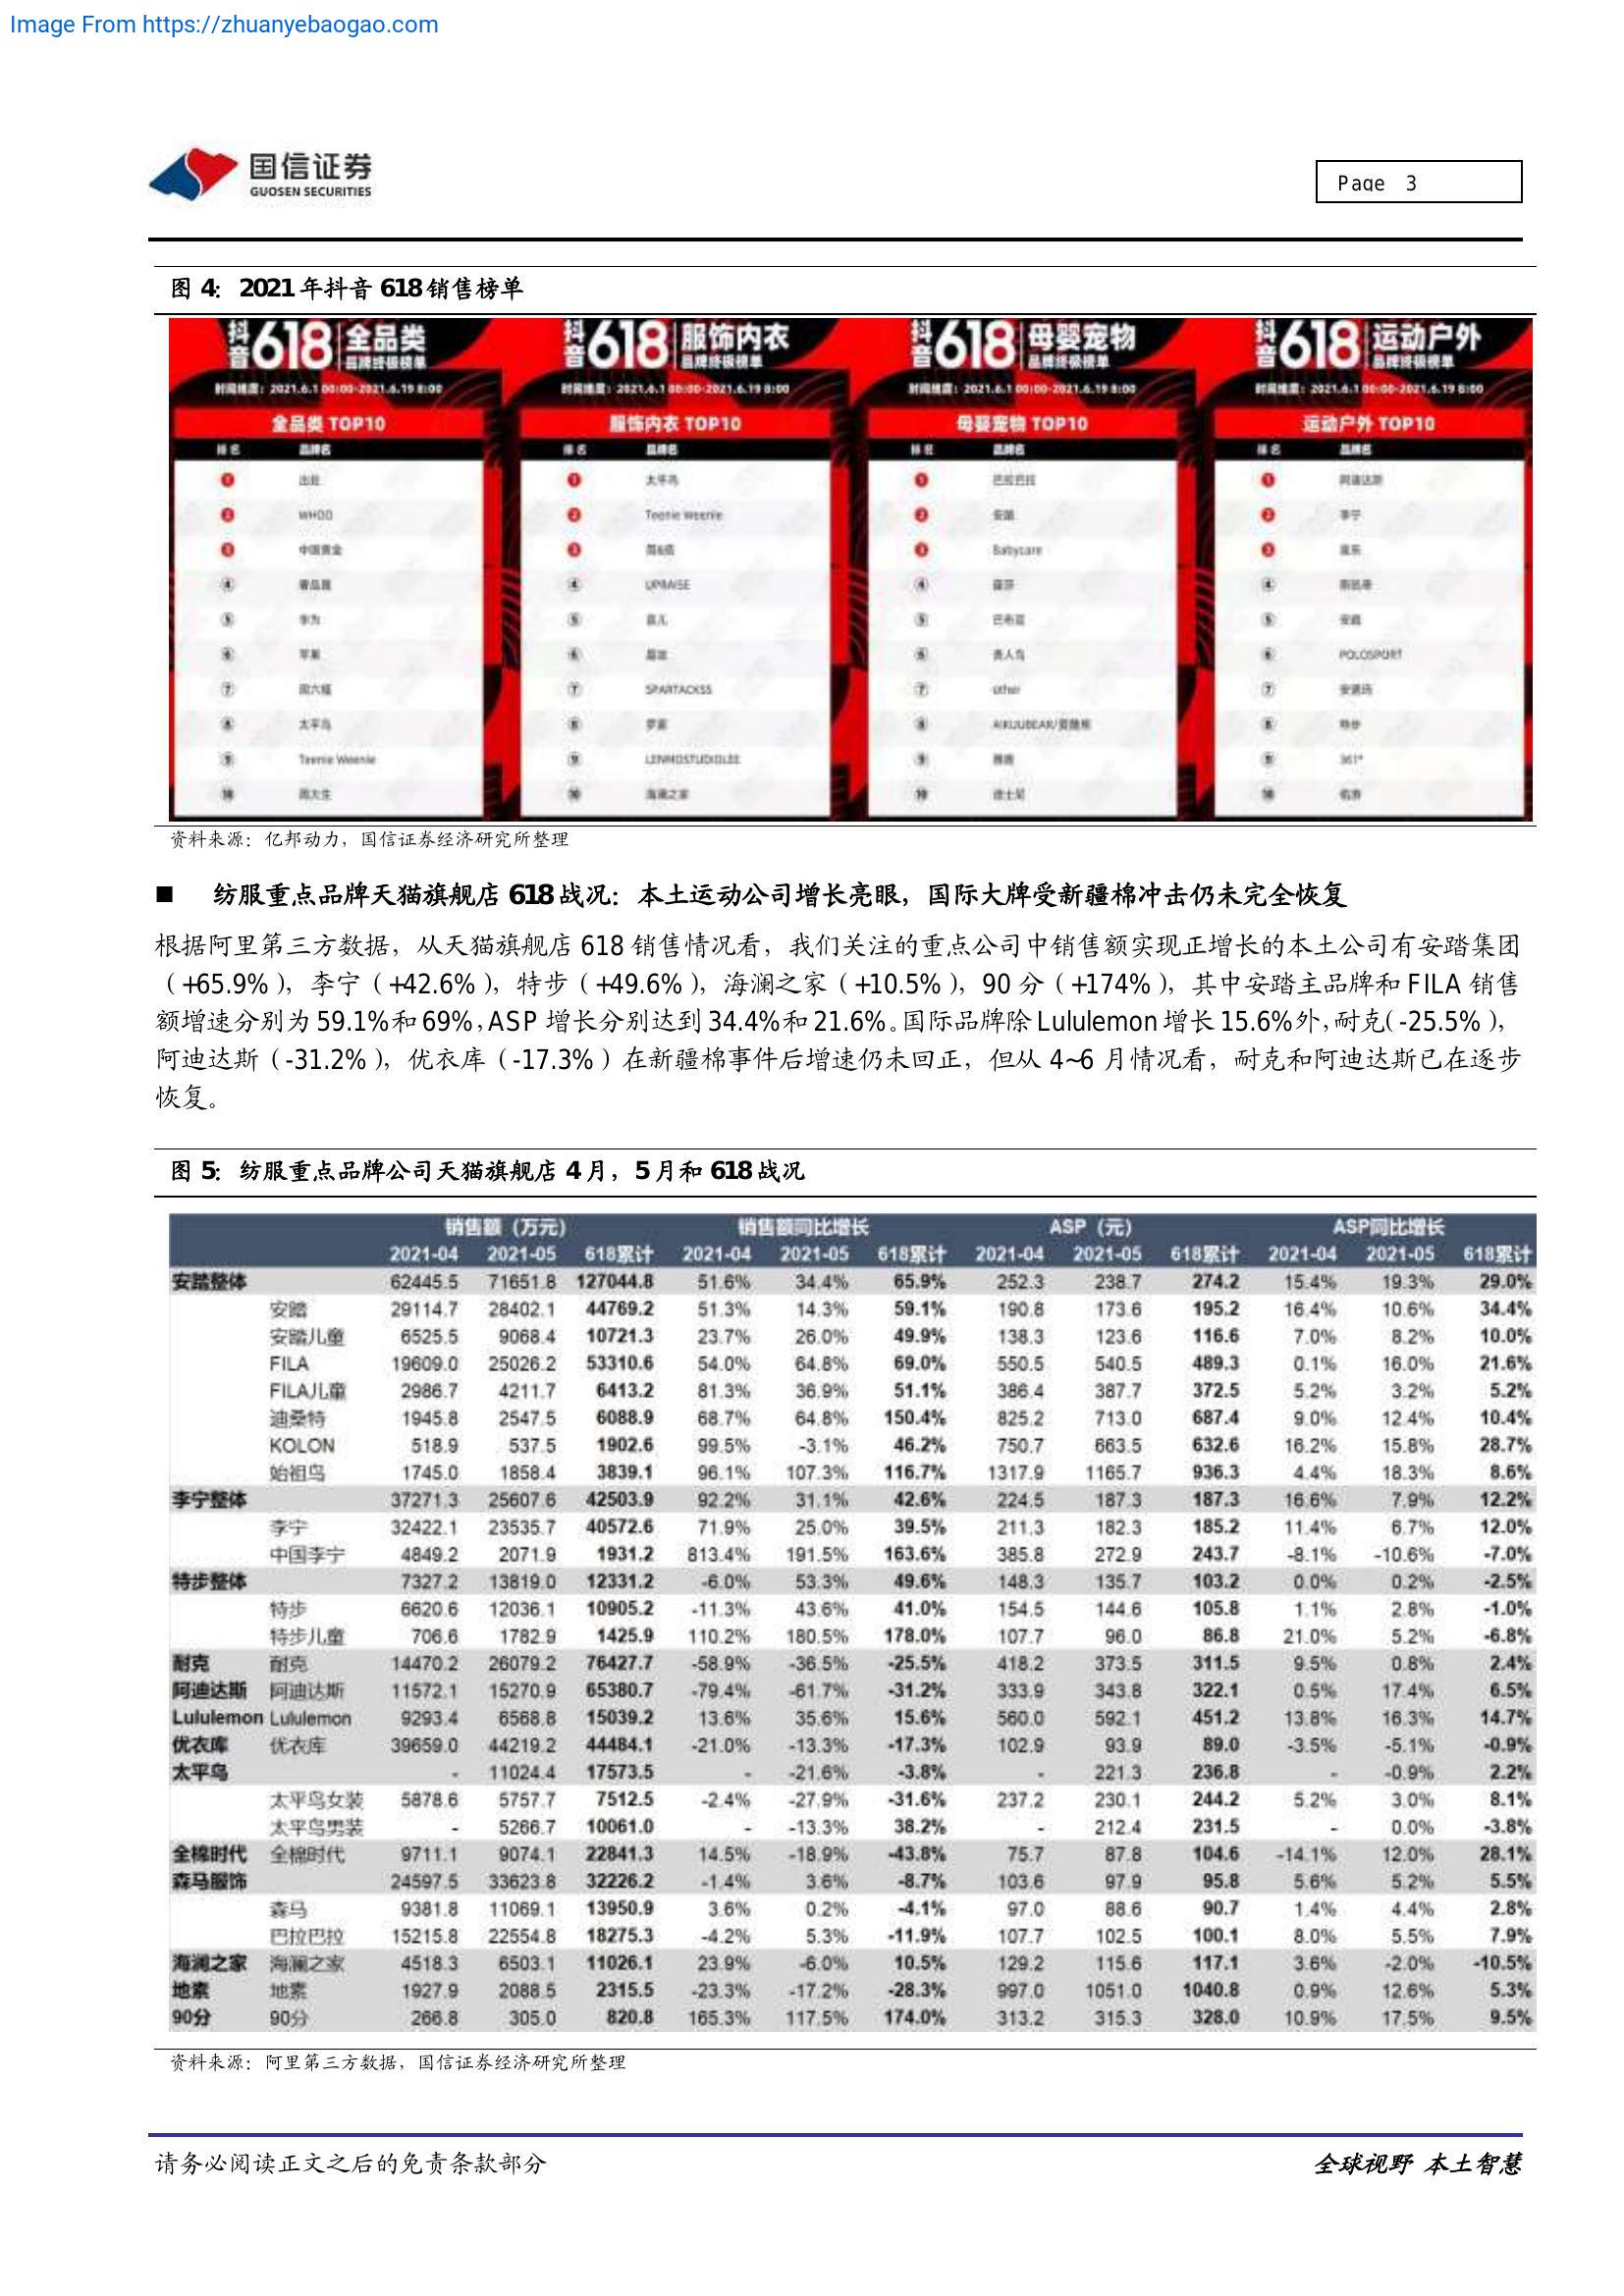 Image From https://zhuanyebaogao.com
国信证券
GUOSEN SECURITIES
Page 3
图 4：2021 年抖音 618 销售榜单
抖音618 全品类 品牌终极榜单
时间维度：2021.6.1 00:00-2021.6.19 8:00
全品类 TOP10
排名 品牌名
1
2 WHOO
3 中国黄金
4
5 华为
6 苹果
7 周六福
8 太平鸟
9 Teenie Weenie
10 周大生
抖音618 服饰内衣 品牌终极榜单
时间维度：2021.6.1 00:00-2021.6.19 8:00
服饰内衣 TOP10
排名 品牌名
1 太平鸟
2 Teenie Weenie
3
4 UPRAISE
5
6
7 SPARTACKSS
8 罗蒙
9
10 海澜之家
抖音618 母婴宠物 品牌终极榜单
时间维度：2021.6.1 00:00-2021.6.19 8:00
母婴宠物 TOP10
排名 品牌名
1 巴拉巴拉
2 安踏
3 Babycare
4
5 巴布豆
6 贵人鸟
7 other
8
9
10 迪士尼
抖音618 运动户外 品牌终极榜单
时间维度：2021.6.1 00:00-2021.6.19 8:00
运动户外 TOP10
排名 品牌名
1 阿迪达斯
2 李宁
3
4 斯凯奇
5 安踏
6 POLOSPORT
7
8 特步
9 361°
10
资料来源：亿邦动力，国信证券经济研究所整理
■ 纺服重点品牌天猫旗舰店 618 战况：本土运动公司增长亮眼，国际大牌受新疆棉冲击仍未完全恢复
根据阿里第三方数据，从天猫旗舰店 618 销售情况看，我们关注的重点公司中销售额实现正增长的本土公司有安踏集团
（+65.9%），李宁（+42.6%），特步（+49.6%），海澜之家（+10.5%），90 分（+174%），其中安踏主品牌和 FILA 销售
额增速分别为 59.1%和 69%，ASP 增长分别达到 34.4%和 21.6%。国际品牌除 Lululemon 增长 15.6%外，耐克（-25.5%），
阿迪达斯（-31.2%），优衣库（-17.3%）在新疆棉事件后增速仍未回正，但从 4~6 月情况看，耐克和阿迪达斯已在逐步
恢复。
图 5：纺服重点品牌公司天猫旗舰店 4 月，5 月和 618 战况
销售额（万元） 销售额同比增长 ASP（元） ASP同比增长
2021-04 2021-05 618累计 2021-04 2021-05 618累计 2021-04 2021-05 618累计 2021-04 2021-05 618累计
安踏整体 62445.5 71651.8 127044.8 51.6% 34.4% 65.9% 252.3 238.7 274.2 15.4% 19.3% 29.0%
安踏 29114.7 28402.1 44769.2 51.3% 14.3% 59.1% 190.8 173.6 195.2 16.4% 10.6% 34.4%
安踏儿童 6525.5 9068.4 10721.3 23.7% 26.0% 49.9% 138.3 123.6 116.6 7.0% 8.2% 10.0%
FILA 19609.0 25026.2 53310.6 54.0% 64.8% 69.0% 550.5 540.5 489.3 0.1% 16.0% 21.6%
FILA儿童 2986.7 4211.7 6413.2 81.3% 36.9% 51.1% 386.4 387.7 372.5 5.2% 3.2% 5.2%
迪桑特 1945.8 2547.5 6088.9 68.7% 64.8% 150.4% 825.2 713.0 687.4 9.0% 12.4% 10.4%
KOLON 518.9 537.5 1902.6 99.5% -3.1% 46.2% 750.7 663.5 632.6 16.2% 15.8% 28.7%
始祖鸟 1745.0 1858.4 3839.1 96.1% 107.3% 116.7% 1317.9 1165.7 936.3 4.4% 18.3% 8.6%
李宁整体 37271.3 25607.6 42503.9 92.2% 31.1% 42.6% 224.5 187.3 187.3 16.6% 7.9% 12.2%
李宁 32422.1 23535.7 40572.6 71.9% 25.0% 39.5% 211.3 182.3 185.2 11.4% 6.7% 12.0%
中国李宁 4849.2 2071.9 1931.2 813.4% 191.5% 163.6% 385.8 272.9 243.7 -8.1% -10.6% -7.0%
特步整体 7327.2 13819.0 12331.2 -6.0% 53.3% 49.6% 148.3 135.7 103.2 0.0% 0.2% -2.5%
特步 6620.6 12036.1 10905.2 -11.3% 43.6% 41.0% 154.5 144.6 105.8 1.1% 2.8% -1.0%
特步儿童 706.6 1782.9 1425.9 110.2% 180.5% 178.0% 107.7 96.0 86.8 21.0% 5.2% -6.8%
耐克 耐克 14470.2 26079.2 76427.7 -58.9% -36.5% -25.5% 418.2 373.5 311.5 9.5% 0.8% 2.4%
阿迪达斯 阿迪达斯 11572.1 15270.9 65380.7 -79.4% -61.7% -31.2% 333.9 343.8 322.1 0.5% 17.4% 6.5%
Lululemon Lululemon 9293.4 6568.8 15039.2 13.6% 35.6% 15.6% 560.0 592.1 451.2 13.8% 16.3% 14.7%
优衣库 优衣库 39659.0 44219.2 44484.1 -21.0% -13.3% -17.3% 102.9 93.9 89.0 -3.5% -5.1% -0.9%
太平鸟 - 11024.4 17573.5 - -21.6% -3.8% - 221.3 236.8 - -0.9% 2.2%
太平鸟女装 5878.6 5757.7 7512.5 -2.4% -27.9% -31.6% 237.2 230.1 244.2 5.2% 3.0% 8.1%
太平鸟男装 - 5266.7 10061.0 - -13.3% 38.2% - 212.4 231.5 - 0.0% -3.8%
全棉时代 全棉时代 9711.1 9074.1 22841.3 14.5% -18.9% -43.8% 75.7 87.8 104.6 -14.1% 12.0% 28.1%
森马服饰 24597.5 33623.8 32226.2 -1.4% 3.6% -8.7% 103.6 97.9 95.8 5.6% 5.2% 5.5%
森马 9381.8 11069.1 13950.9 3.6% 0.2% -4.1% 97.0 88.6 90.7 1.4% 4.4% 2.8%
巴拉巴拉 15215.8 22554.8 18275.3 -4.2% 5.3% -11.9% 107.7 102.5 100.1 8.0% 5.5% 7.9%
海澜之家 海澜之家 4518.3 6503.1 11026.1 23.9% -6.0% 10.5% 129.2 115.6 117.1 3.6% -2.0% -10.5%
地素 地素 1927.9 2088.5 2315.5 -23.3% -17.2% -28.3% 997.0 1051.0 1040.8 0.9% 12.6% 5.3%
90分 90分 266.8 305.0 820.8 165.3% 117.5% 174.0% 313.2 315.3 328.0 10.9% 17.5% 9.5%
资料来源：阿里第三方数据，国信证券经济研究所整理
请务必阅读正文之后的免责条款部分
全球视野 本土智慧